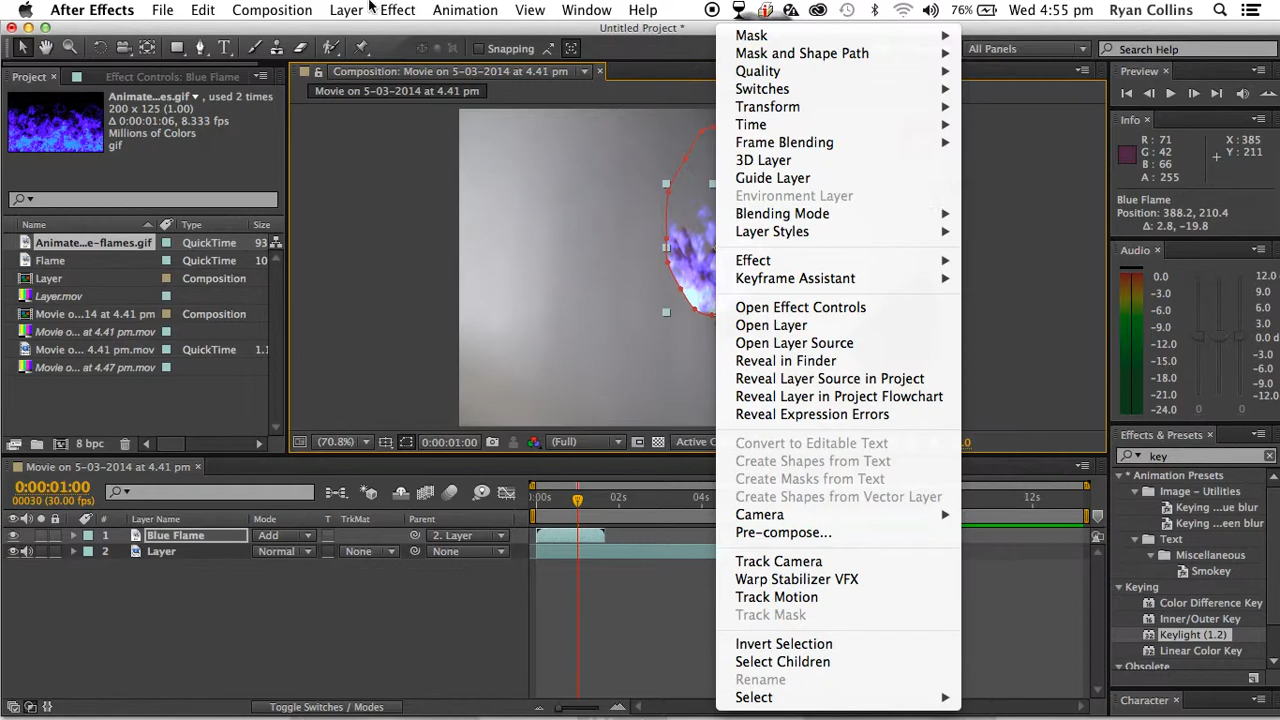 After Effects File Edit Composition Layer Effect Animation View Window Help 76% Wed 4:55 pm Ryan Collins
Untitled Project *
Snapping All Panels Search Help
Project Effect Controls: Blue Flame
Animate...es.gif, used 2 times
200 x 125 (1.00)
Δ 0:00:01:06, 8.333 fps
Millions of Colors
gif
Name Type Size
Animate...e-flames.gif QuickTime 93
Flame QuickTime 10
Layer Composition
Layer.mov
Movie o...14 at 4.41 pm Composition
Movie o...at 4.41 pm.mov
Movie o... 4.41 pm.mov QuickTime 1.1
Movie o...at 4.47 pm.mov
8 bpc
Composition: Movie on 5-03-2014 at 4.41 pm
Movie on 5-03-2014 at 4.41 pm
(70.8%) 0:00:01:00 (Full) Active C .0
Mask
Mask and Shape Path
Quality
Switches
Transform
Time
Frame Blending
3D Layer
Guide Layer
Environment Layer
Blending Mode
Layer Styles
Effect
Keyframe Assistant
Open Effect Controls
Open Layer
Open Layer Source
Reveal in Finder
Reveal Layer Source in Project
Reveal Layer in Project Flowchart
Reveal Expression Errors
Convert to Editable Text
Create Shapes from Text
Create Masks from Text
Create Shapes from Vector Layer
Camera
Pre-compose...
Track Camera
Warp Stabilizer VFX
Track Motion
Track Mask
Invert Selection
Select Children
Rename
Select
Preview
Info
R : 71 X : 385
G : 42 Y : 211
B : 255
A : 255
Blue Flame
Position: 388.2, 210.4
Δ: 2.8, -19.8
Audio
0.0 12.0
-3.0 6.0
-6.0
-9.0 0.0 d
-12.0
-15.0 -6.0
-18.0
-21.0
-24.0 -12.0
Effects & Presets
key
* Animation Presets
Image – Utilities
Keying ...ue blur
Keying ...een blur
Text
Miscellaneous
Smokey
Keying
Color Difference Key
Inner/Outer Key
Keylight (1.2)
Linear Color Key
Obsolete
Character
Movie on 5-03-2014 at 4.41 pm
0:00:01:00
00030 (30.00 fps)
:00s 02s 04s 12s
# Layer Name Mode T TrkMat Parent
1 Blue Flame Add 2. Layer
2 Layer Normal None None
Toggle Switches / Modes